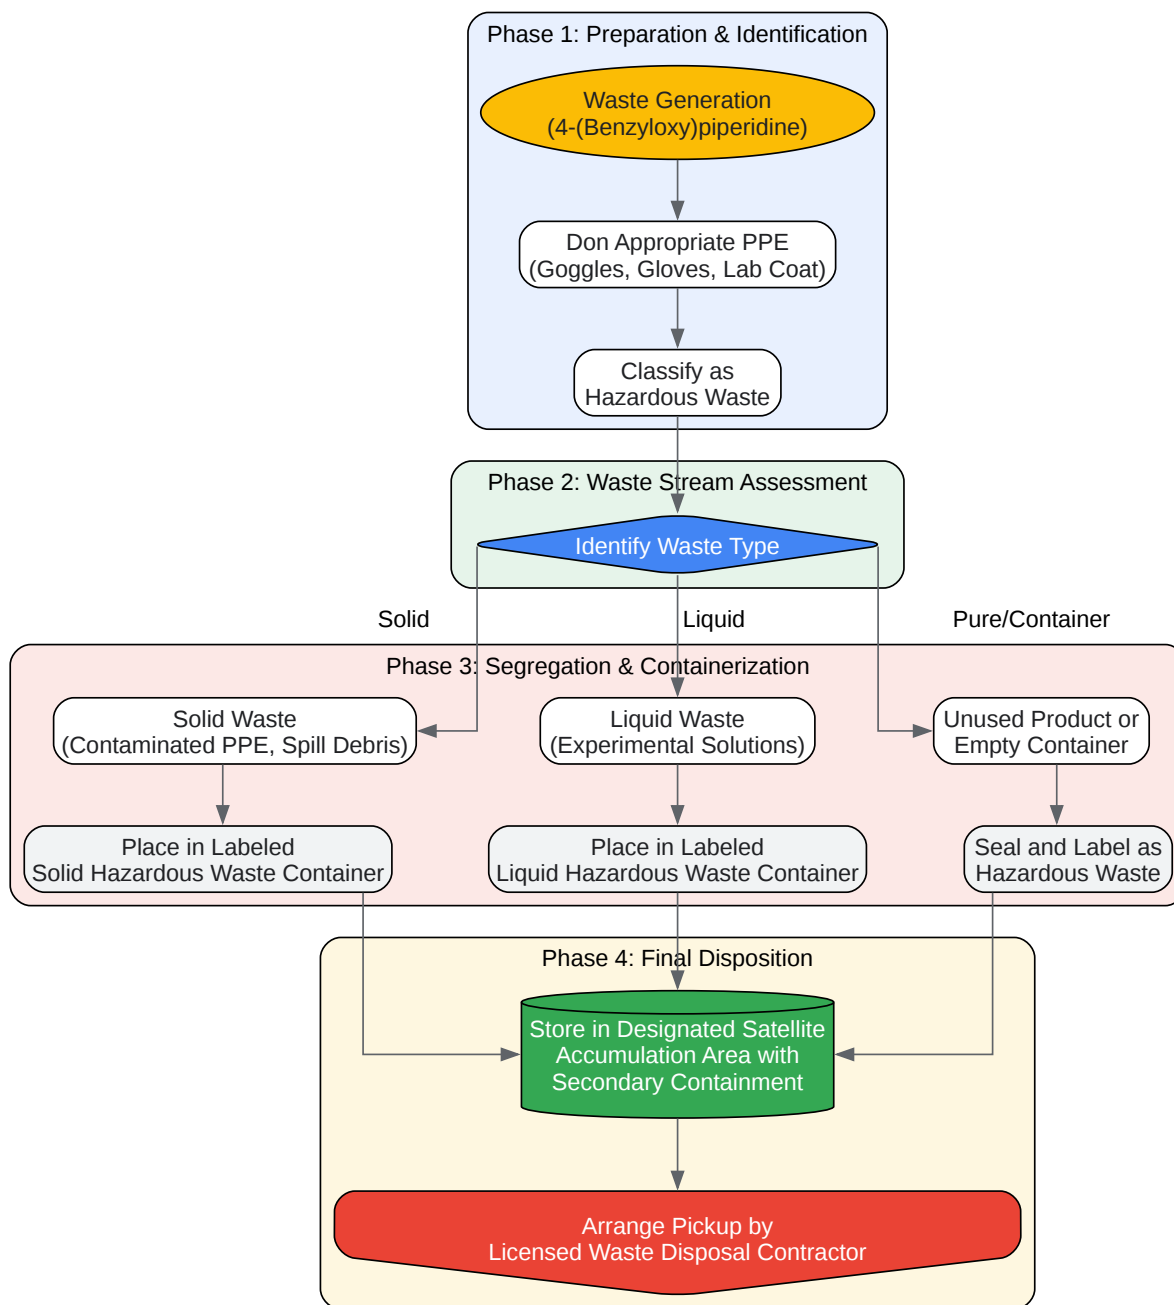 Phase 1: Preparation & Identification
Waste Generation
(4-(Benzyloxy)piperidine)
Don Appropriate PPE
(Goggles, Gloves, Lab Coat)
Classify as
Hazardous Waste
Phase 2: Waste Stream Assessment
Identify Waste Type
Solid
Liquid
Pure/Container
Phase 3: Segregation & Containerization
Solid Waste
(Contaminated PPE, Spill Debris)
Liquid Waste
(Experimental Solutions)
Unused Product or
Empty Container
Place in Labeled
Solid Hazardous Waste Container
Place in Labeled
Liquid Hazardous Waste Container
Seal and Label as
Hazardous Waste
Phase 4: Final Disposition
Store in Designated Satellite
Accumulation Area with
Secondary Containment
Arrange Pickup by
Licensed Waste Disposal Contractor